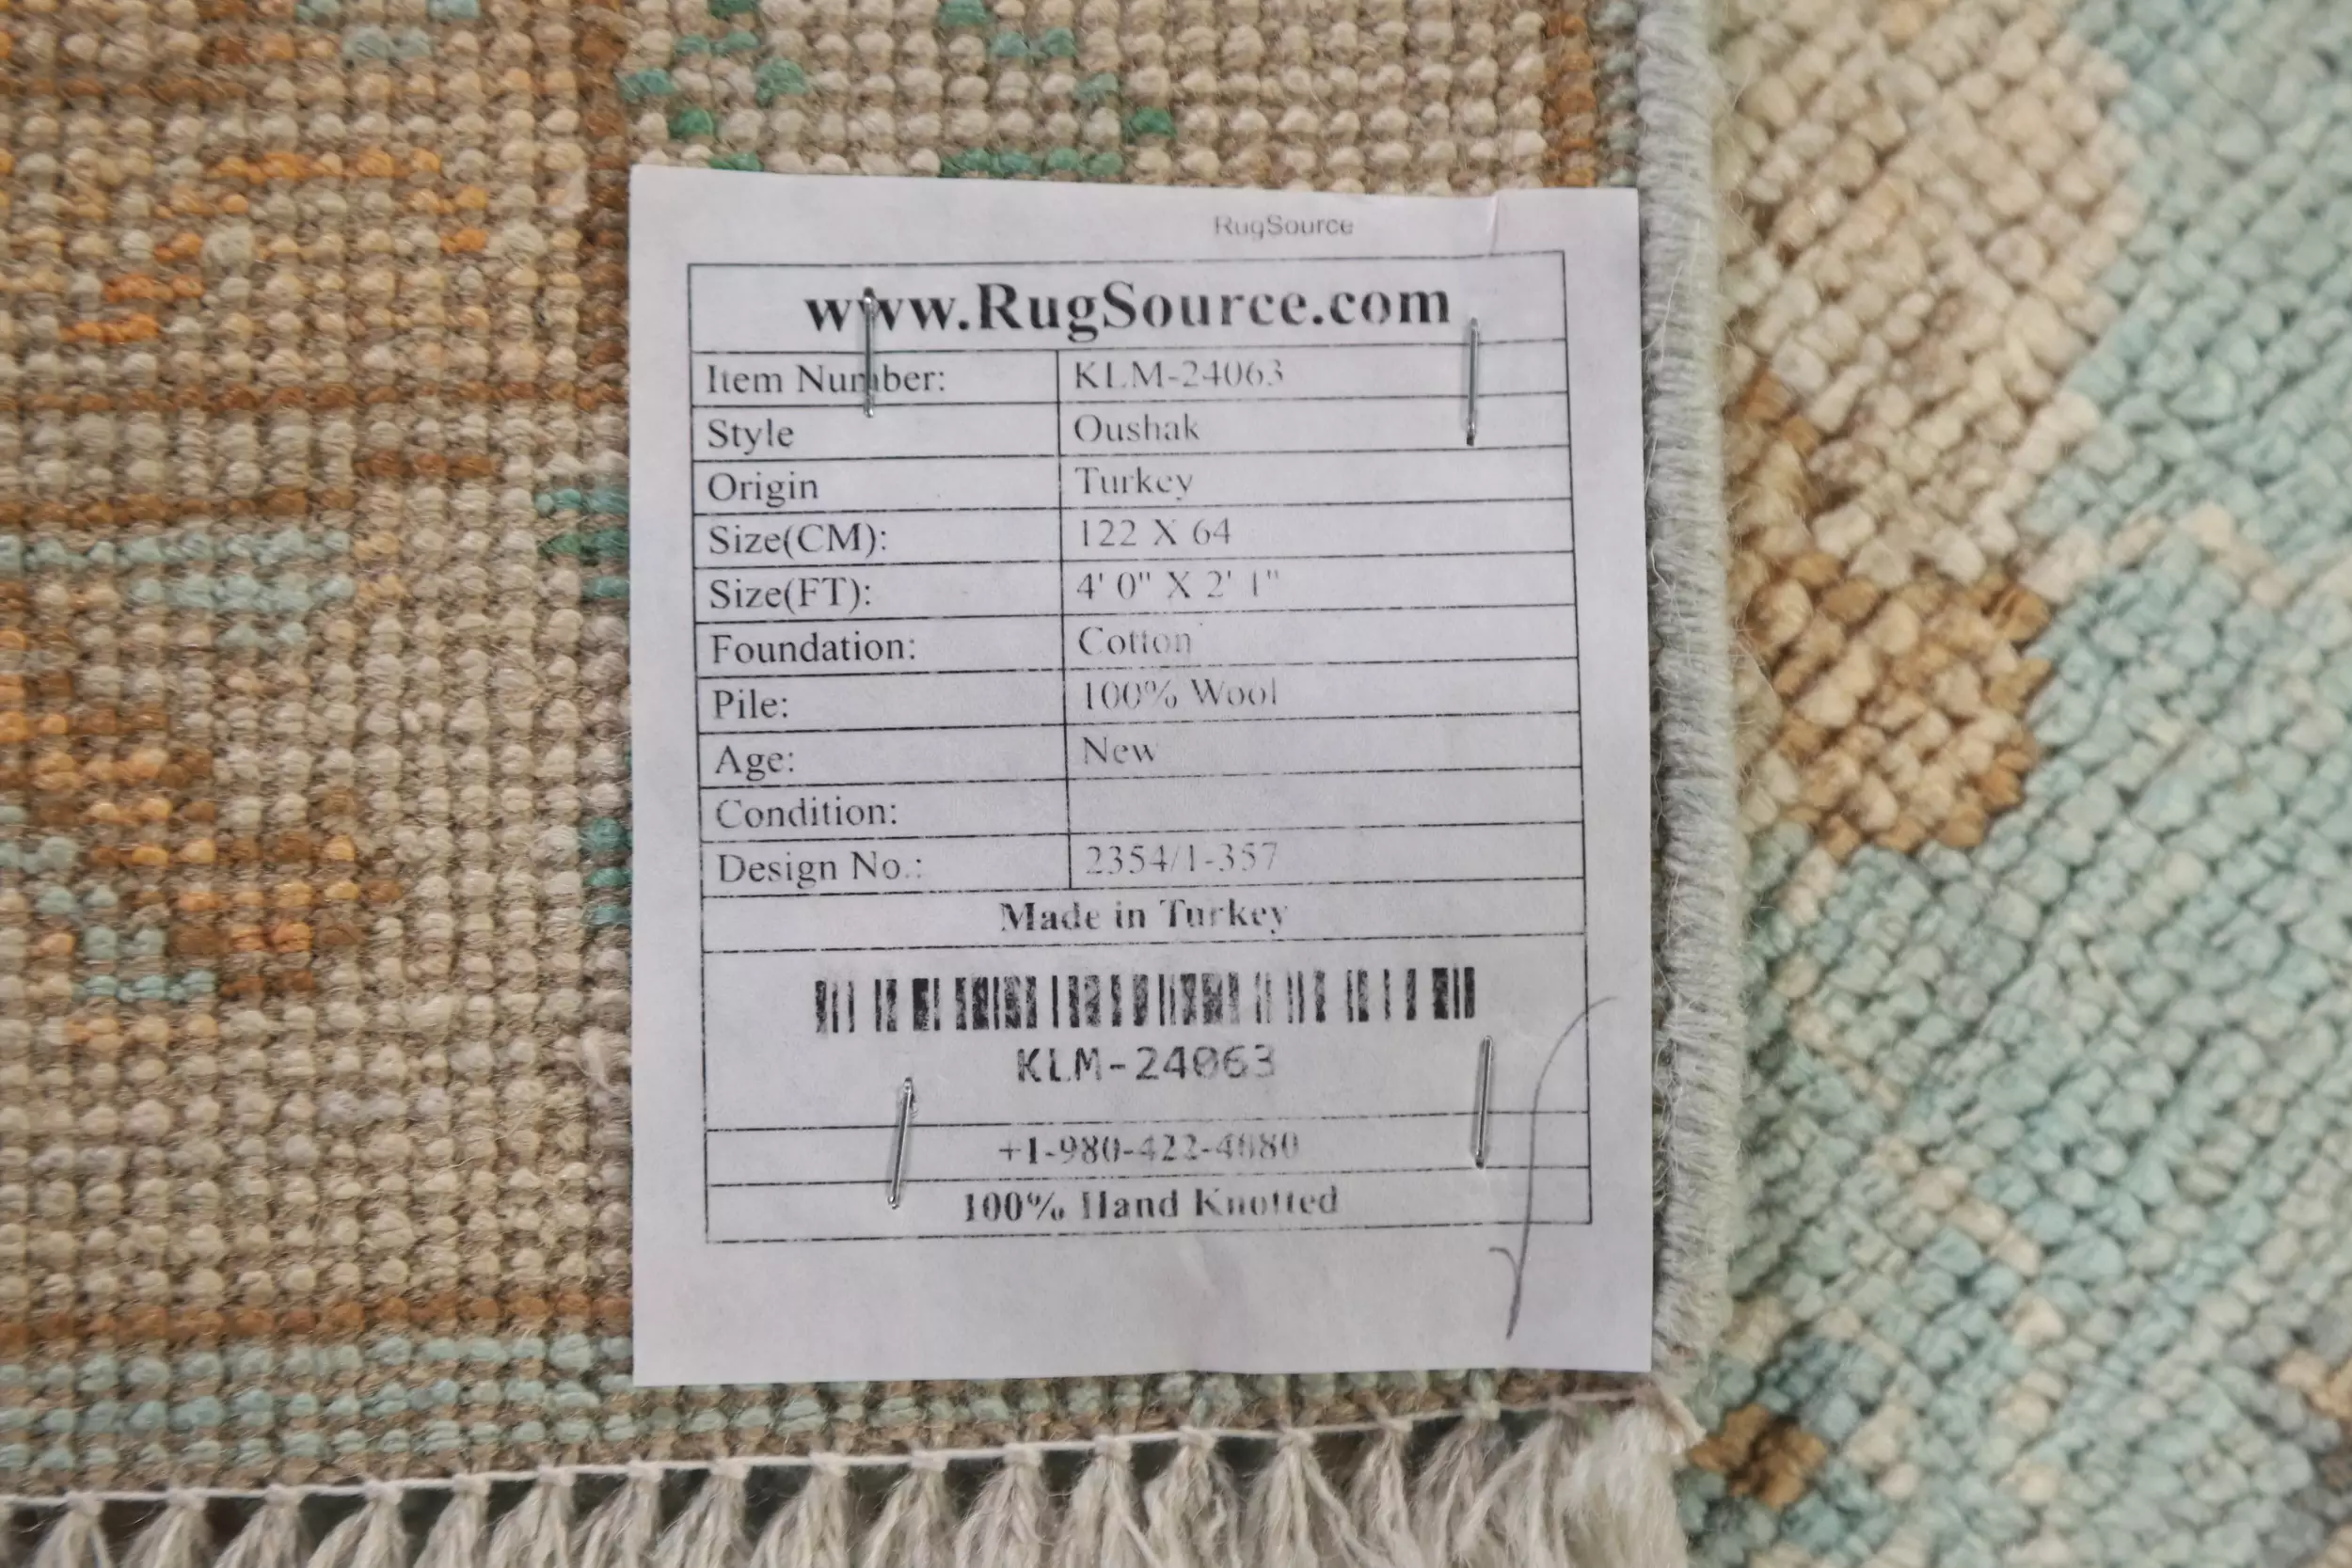 RugSource
www.RugSource.com
Item Number: KLM-24063
Style Oushak
Origin Turkey
Size(CM): 122 X 64
Size(FT): 4' 0" X 2' 1"
Foundation: Cotton
Pile: 100% Wool
Age: New
Condition:
Design No.: 2354/1-357
Made in Turkey
KLM-24063
+1-980-422-4080
100% Hand Knotted